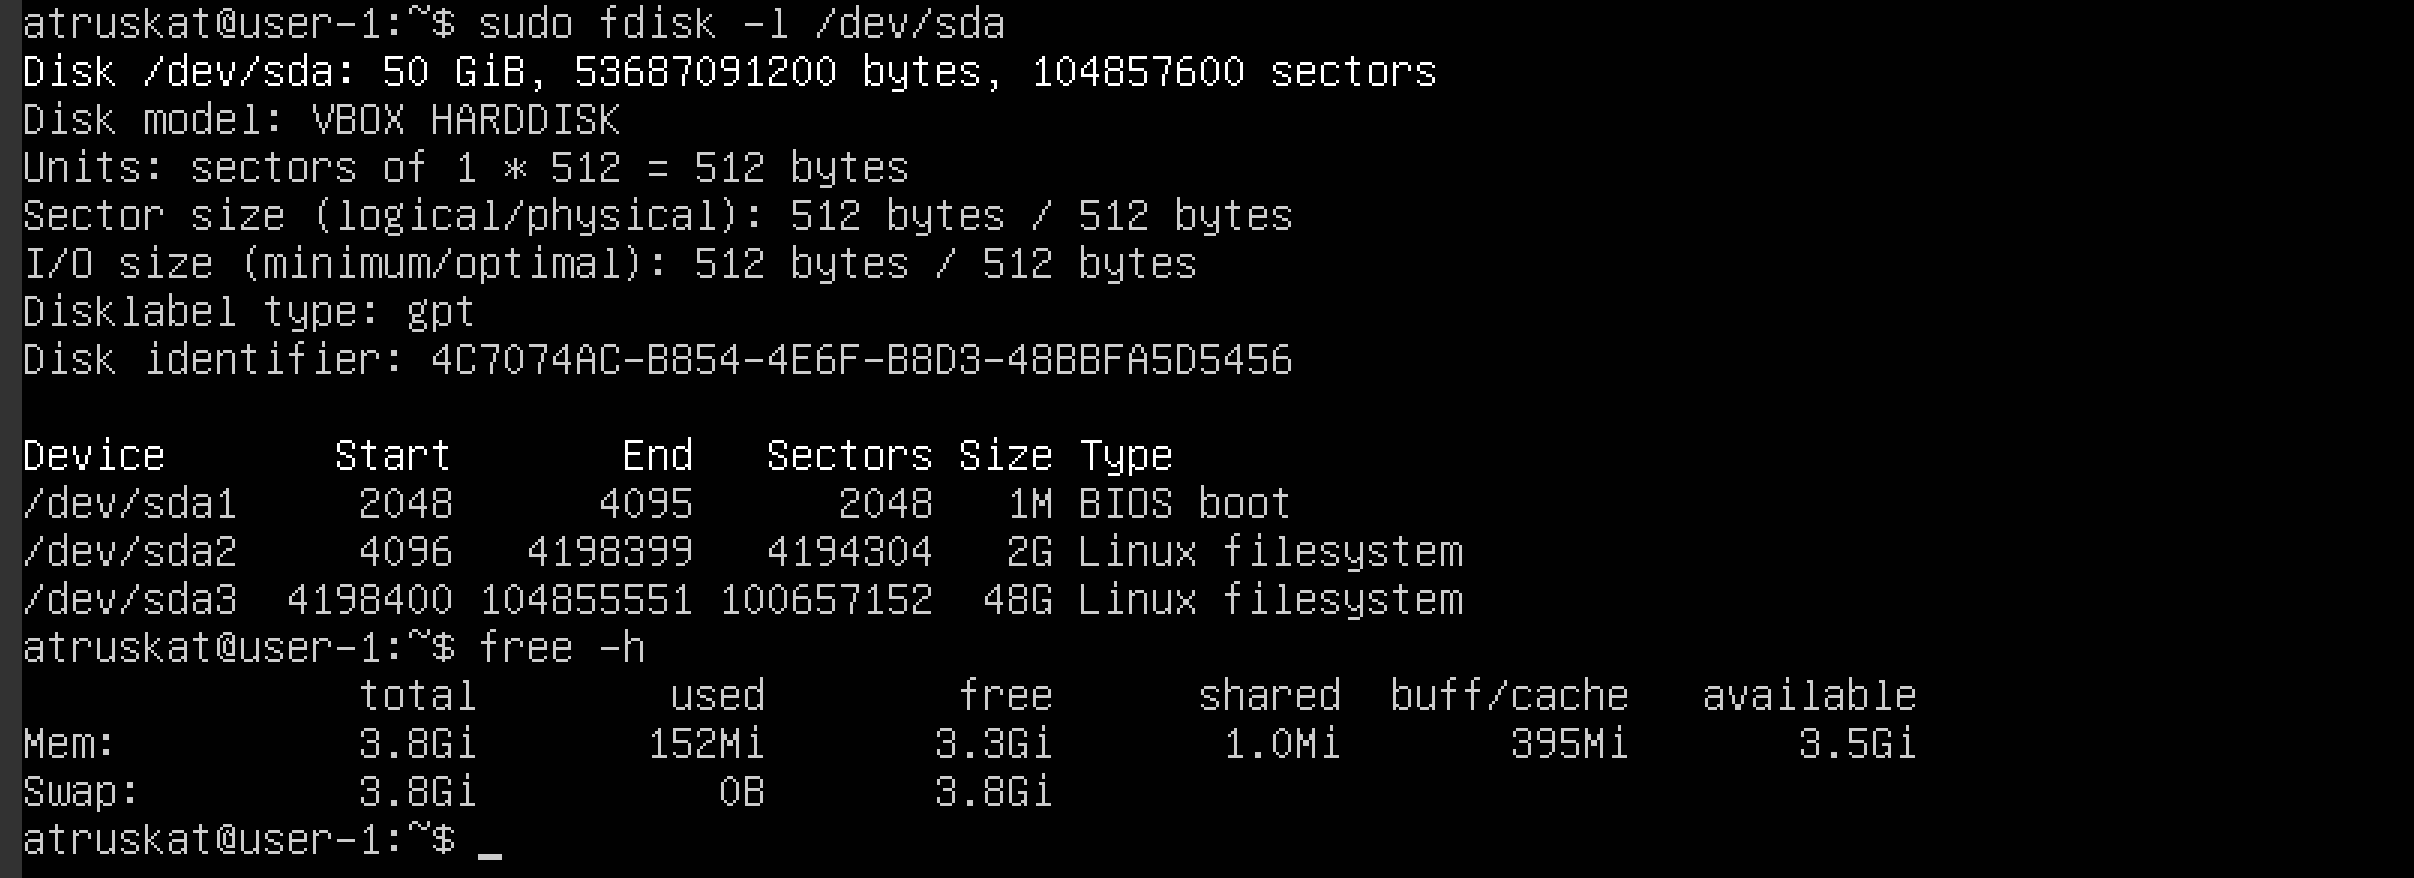 atruskat@user-1:~$ sudo fdisk -l /dev/sda
Disk /dev/sda: 50 GiB, 53687091200 bytes, 104857600 sectors
Disk model: VBOX HARDDISK
Units: sectors of 1 * 512 = 512 bytes
Sector size (logical/physical): 512 bytes / 512 bytes
I/O size (minimum/optimal): 512 bytes / 512 bytes
Disklabel type: gpt
Disk identifier: 4C7074AC-B854-4E6F-B8D3-48BBFA5D5456

Device       Start       End   Sectors Size Type
/dev/sda1     2048      4095      2048   1M BIOS boot
/dev/sda2     4096   4198399   4194304   2G Linux filesystem
/dev/sda3  4198400 104855551 100657152  48G Linux filesystem
atruskat@user-1:~$ free -h
              total        used        free      shared  buff/cache   available
Mem:          3.8Gi       152Mi       3.3Gi       1.0Mi       395Mi       3.5Gi
Swap:         3.8Gi          0B       3.8Gi
atruskat@user-1:~$ _